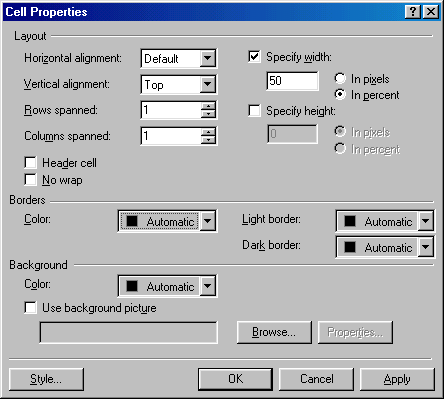 Cell Properties
Layout
Horizontal alignment: Default
Specify width:
50
In pixels
In percent
Vertical alignment: Top
Rows spanned: 1
Specify height:
0
In pixels
In percent
Columns spanned: 1
Header cell
No wrap
Borders
Color: Automatic
Light border: Automatic
Dark border: Automatic
Background
Color: Automatic
Use background picture
Browse... Properties...
Style... OK Cancel Apply